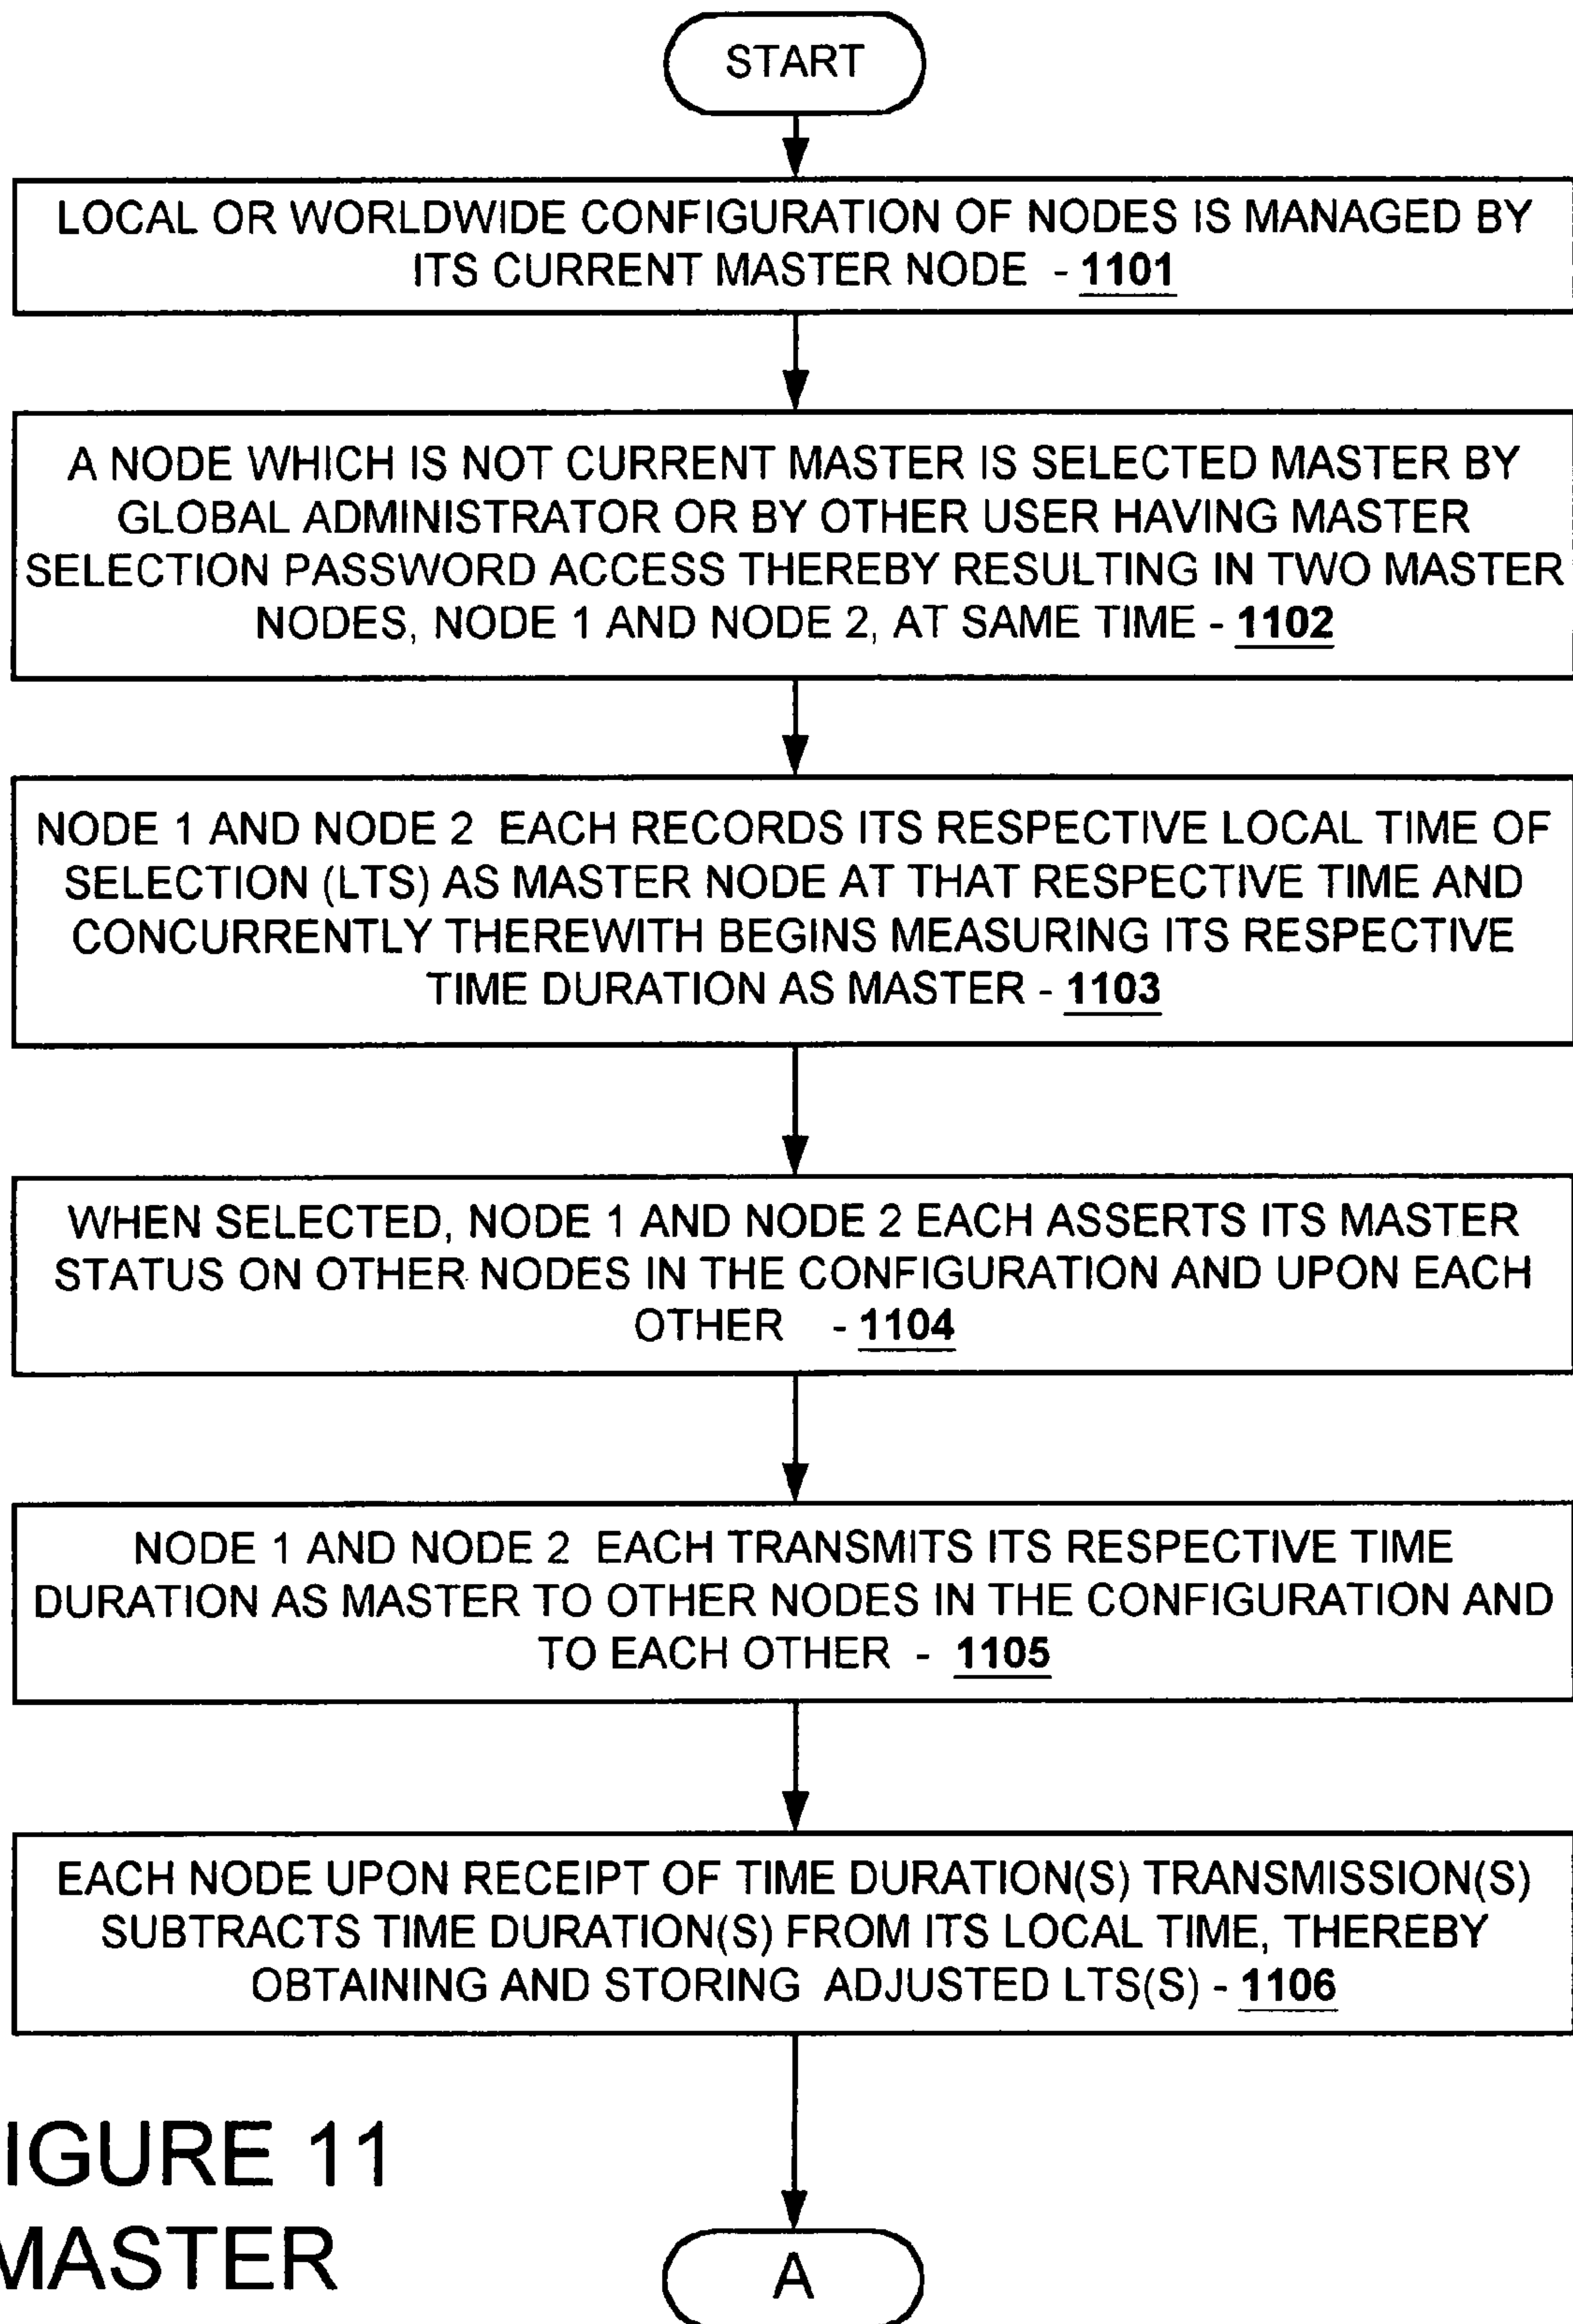 START
LOCAL OR WORLDWIDE CONFIGURATION OF NODES IS MANAGED BY
ITS CURRENT MASTER NODE - 1101
A NODE WHICH IS NOT CURRENT MASTER IS SELECTED MASTER BY
GLOBAL ADMINISTRATOR OR BY OTHER USER HAVING MASTER
SELECTION PASSWORD ACCESS THEREBY RESULTING IN TWO MASTER
NODES, NODE 1 AND NODE 2, AT SAME TIME - 1102
NODE 1 AND NODE 2 EACH RECORDS ITS RESPECTIVE LOCAL TIME OF
SELECTION (LTS) AS MASTER NODE AT THAT RESPECTIVE TIME AND
CONCURRENTLY THEREWITH BEGINS MEASURING ITS RESPECTIVE
TIME DURATION AS MASTER - 1103
WHEN SELECTED, NODE 1 AND NODE 2 EACH ASSERTS ITS MASTER
STATUS ON OTHER NODES IN THE CONFIGURATION AND UPON EACH
OTHER - 1104
NODE 1 AND NODE 2 EACH TRANSMITS ITS RESPECTIVE TIME
DURATION AS MASTER TO OTHER NODES IN THE CONFIGURATION AND
TO EACH OTHER - 1105
EACH NODE UPON RECEIPT OF TIME DURATION(S) TRANSMISSION(S)
SUBTRACTS TIME DURATION(S) FROM ITS LOCAL TIME, THEREBY
OBTAINING AND STORING ADJUSTED LTS(S) - 1106
IGURE 11
MASTER
A